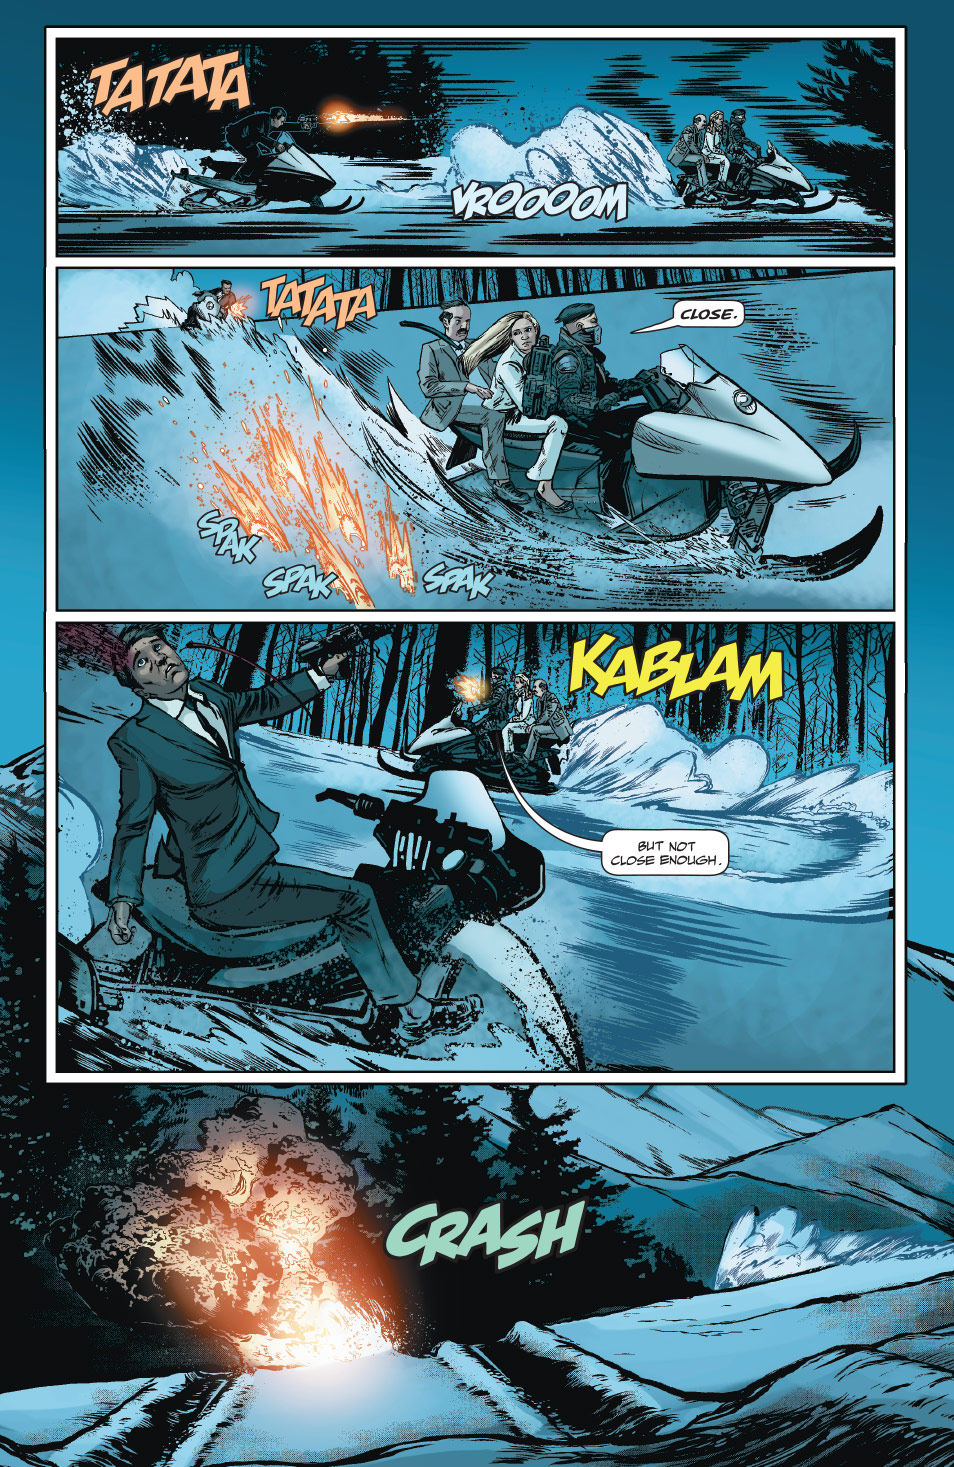 TATATA
VROOOOM
TATATA
CLOSE.
SPAK
SPAK
SPAK
KABLAM
BUT NOT
CLOSE ENOUGH.
CRASH